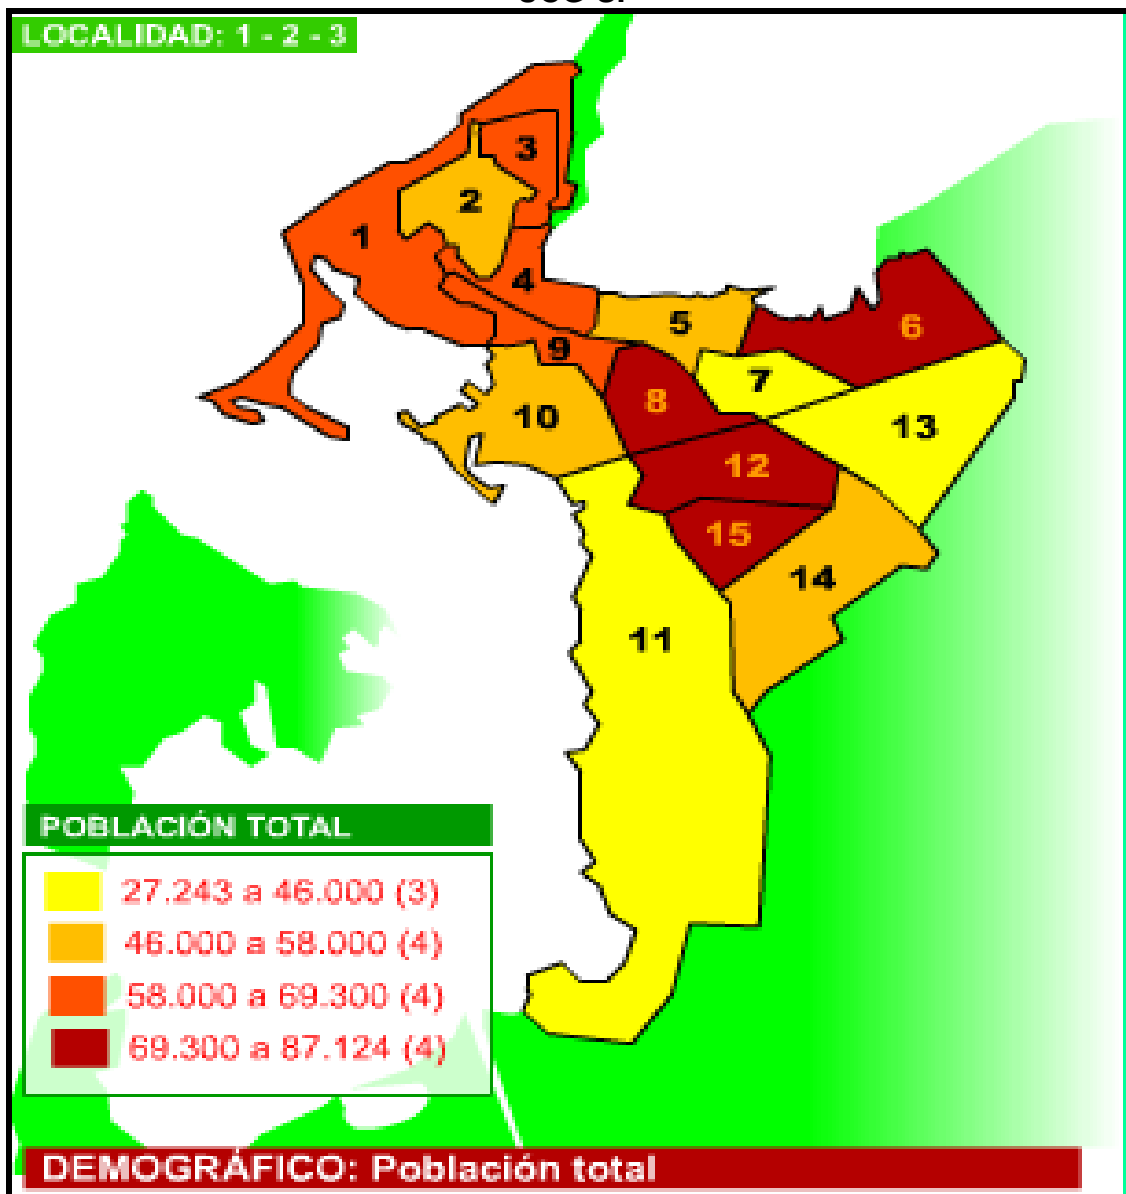 LOCALIDAD: 1 - 2 - 3
3
2
1
4
5
6
9
7
8
10
13
12
15
14
11
POBLACIÓN TOTAL
27.243 a 46.000 (3)
46.000 a 58.000 (4)
58.000 a 69.300 (4)
69.300 a 87.124 (4)
DEMOGRÁFICO: Población total